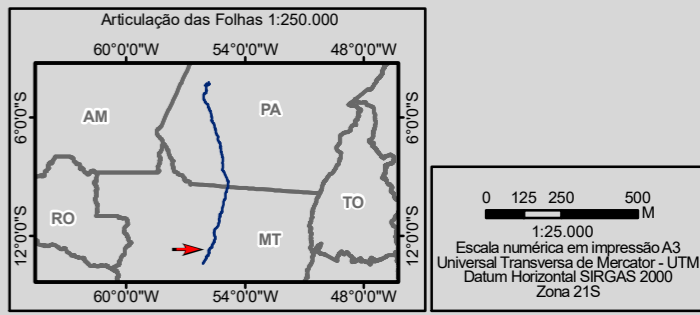 Articulação das Folhas 1:250.000
60°0'0"W 54°0'0"W 48°0'0"W
6°0'0"S 6°0'0"S
AM PA
RO MT TO
12°0'0"S 12°0'0"S
60°0'0"W 54°0'0"W 48°0'0"W
0 125 250 500
M
1:25.000
Escala numérica em impressão A3
Universal Transversa de Mercator - UTM
Datum Horizontal SIRGAS 2000
Zona 21S